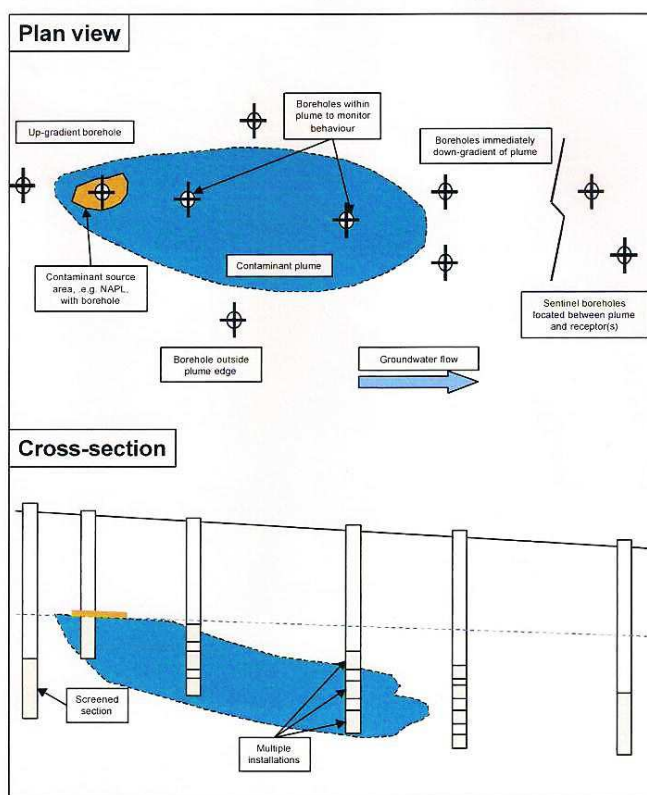 Plan view
Up-gradient borehole
Boreholes within
plume to monitor
behaviour
Boreholes immediately
down-gradient of plume
Contaminant source
area, .e.g. NAPL,
with borehole
Contaminant plume
Sentinel boreholes
located between plume
and receptor(s)
Borehole outside
plume edge
Groundwater flow
Cross-section
Screened
section
Multiple
installations